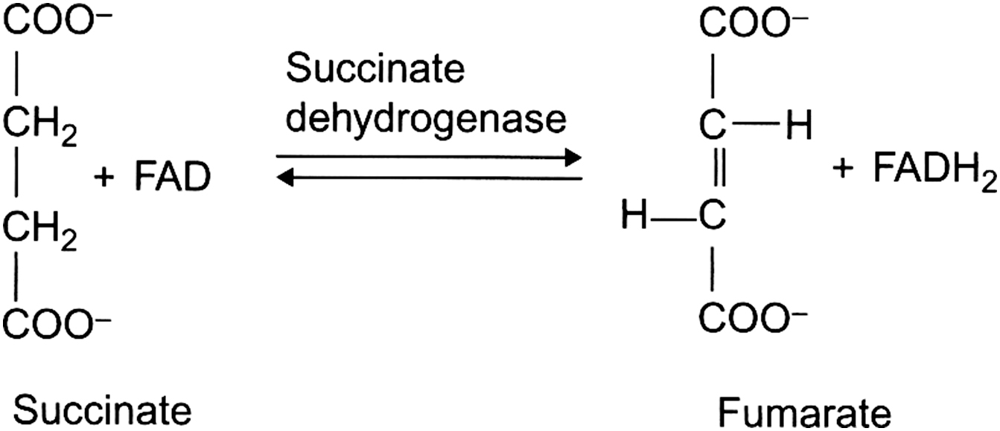 COO⁻
CH₂
+ FAD
CH₂
COO⁻
Succinate
Succinate
dehydrogenase
COO⁻
C—H
H—C
COO⁻
+ FADH₂
Fumarate